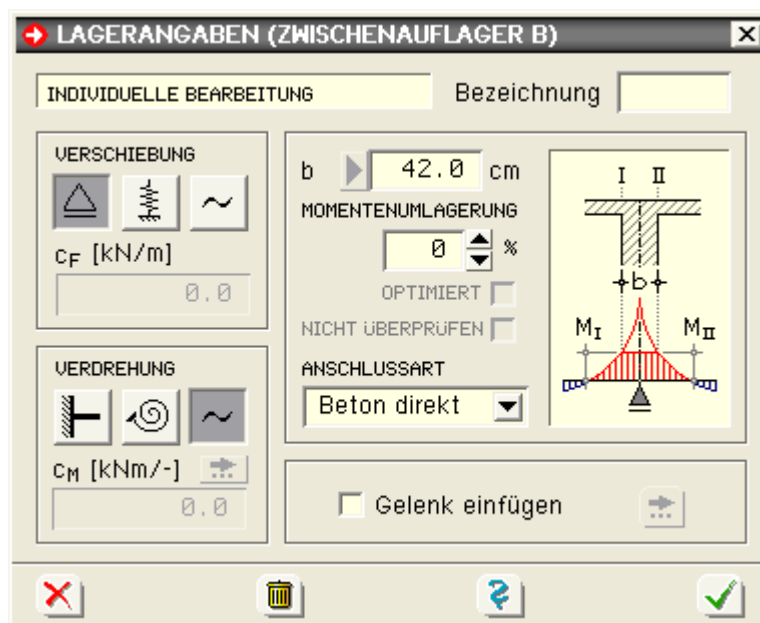 LAGERANGABEN (ZWISCHENAUFLAGER B)
INDIVIDUELLE BEARBEITUNG
Bezeichnung
VERSCHIEBUNG
~
cF [kN/m]
0.0
VERDREHUNG
~
cM [kNm/-]
0.0
b 42.0 cm
MOMENTENUMLAGERUNG
0 %
OPTIMIERT
NICHT ÜBERPRÜFEN
ANSCHLUSSART
Beton direkt
I II
b
MI MII
Gelenk einfügen